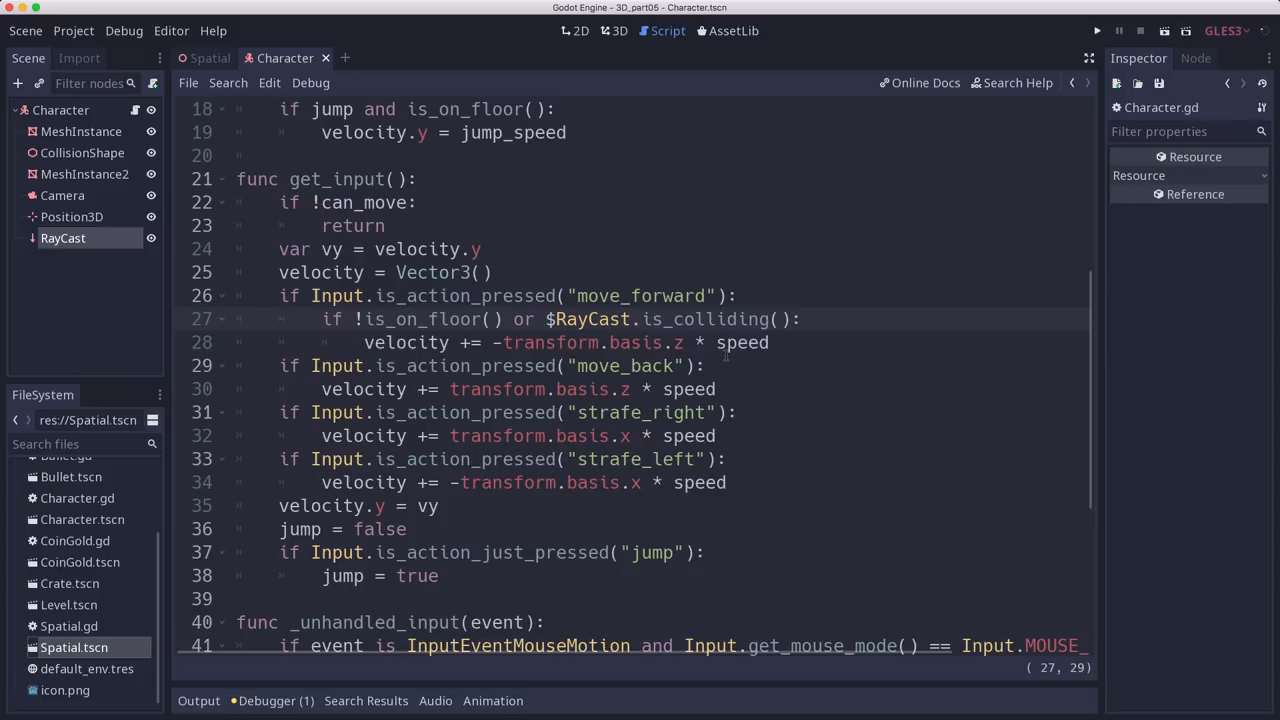 Godot Engine - 3D_part05 - Character.tscn
Scene Project Debug Editor Help
2D 3D Script AssetLib
GLES3
Scene Import
Filter nodes
Character
MeshInstance
CollisionShape
MeshInstance2
Camera
Position3D
RayCast
FileSystem
res://Spatial.tscn
Search files
Bullet.gd
Bullet.tscn
Character.gd
Character.tscn
CoinGold.gd
CoinGold.tscn
Crate.tscn
Level.tscn
Spatial.gd
Spatial.tscn
default_env.tres
icon.png
Spatial Character
File Search Edit Debug
Online Docs Search Help
18 if jump and is_on_floor():
19 velocity.y = jump_speed
20
21 func get_input():
22 if !can_move:
23 return
24 var vy = velocity.y
25 velocity = Vector3()
26 if Input.is_action_pressed("move_forward"):
27 if !is_on_floor() or $RayCast.is_colliding():
28 velocity += -transform.basis.z * speed
29 if Input.is_action_pressed("move_back"):
30 velocity += transform.basis.z * speed
31 if Input.is_action_pressed("strafe_right"):
32 velocity += transform.basis.x * speed
33 if Input.is_action_pressed("strafe_left"):
34 velocity += -transform.basis.x * speed
35 velocity.y = vy
36 jump = false
37 if Input.is_action_just_pressed("jump"):
38 jump = true
39
40 func _unhandled_input(event):
41 if event is InputEventMouseMotion and Input.get_mouse_mode() == Input.MOUSE_
( 27, 29)
Output Debugger (1) Search Results Audio Animation
Inspector Node
Character.gd
Filter properties
Resource
Resource
Reference